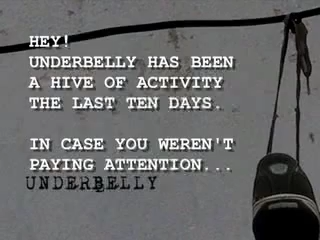 HEY!
UNDERBELLY HAS BEEN
A HIVE OF ACTIVITY
THE LAST TEN DAYS.
IN CASE YOU WEREN'T
PAYING ATTENTION...
UNDERBELLY